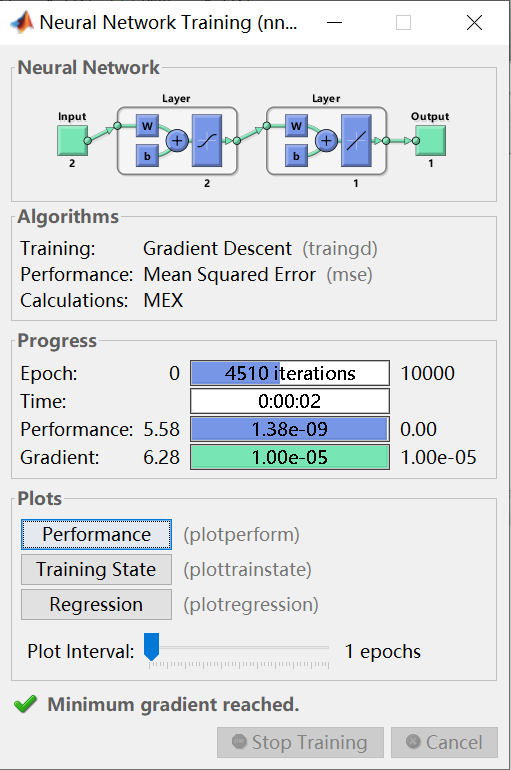 Neural Network Training (nn...
Neural Network
Input
Layer
Layer
Output
W
b
W
b
2
2
1
1
Algorithms
Training: Gradient Descent (traingd)
Performance: Mean Squared Error (mse)
Calculations: MEX
Progress
Epoch: 0 4510 iterations 10000
Time: 0:00:02
Performance: 5.58 1.38e-09 0.00
Gradient: 6.28 1.00e-05 1.00e-05
Plots
Performance (plotperform)
Training State (plottrainstate)
Regression (plotregression)
Plot Interval: 1 epochs
Minimum gradient reached.
Stop Training Cancel